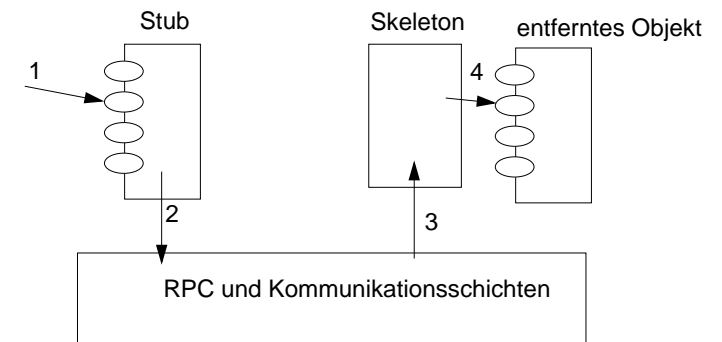 Stub
Skeleton
entferntes Objekt
1
4
2
3
RPC und Kommunikationsschichten